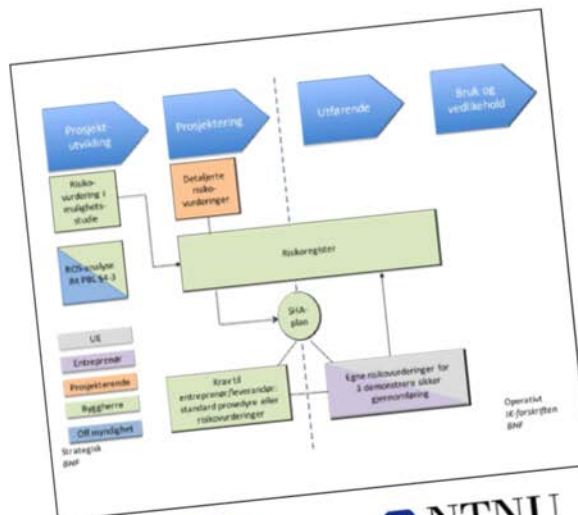 Prosjekt-
utvikling
Prosjektering
Utførende
Bruk og
vedlikehold
Risiko-
vurdering i
mulighets-
studie
Detaljerte
risiko-
vurderinger
ROS-analyse
iht PBL §4-3
Risikoregister
SHA-
plan
UE
Entreprenør
Prosjekterende
Byggherre
Off myndighet
Krav til
entreprenør/leverandør:
standard prosedyre eller
risikovurderinger
Egne risikovurderinger for
å demonstrere sikker
gjennomføring
Strategisk
BNF
Operativt
IK-forskriften
BNF
NTNU